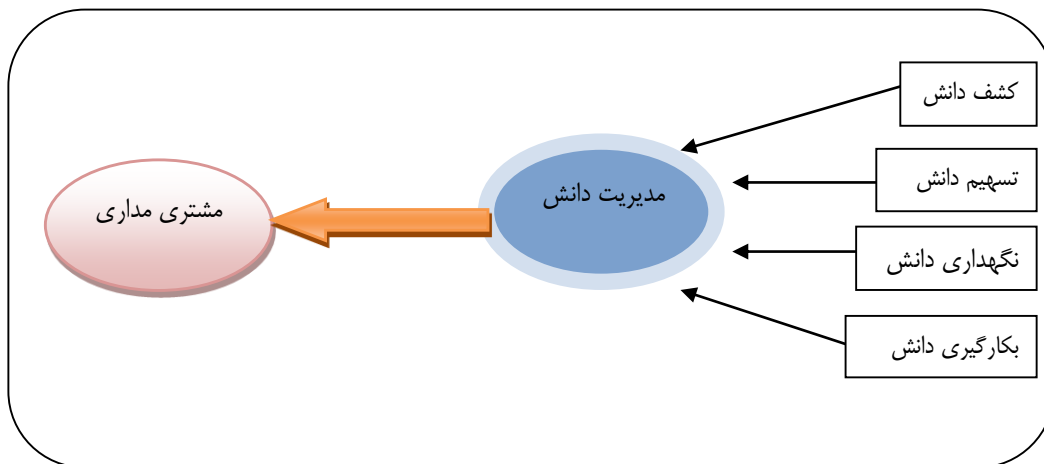 کشف دانش
تسهیم دانش
مدیریت دانش
مشتری مداری
نگهداری دانش
بکارگیری دانش